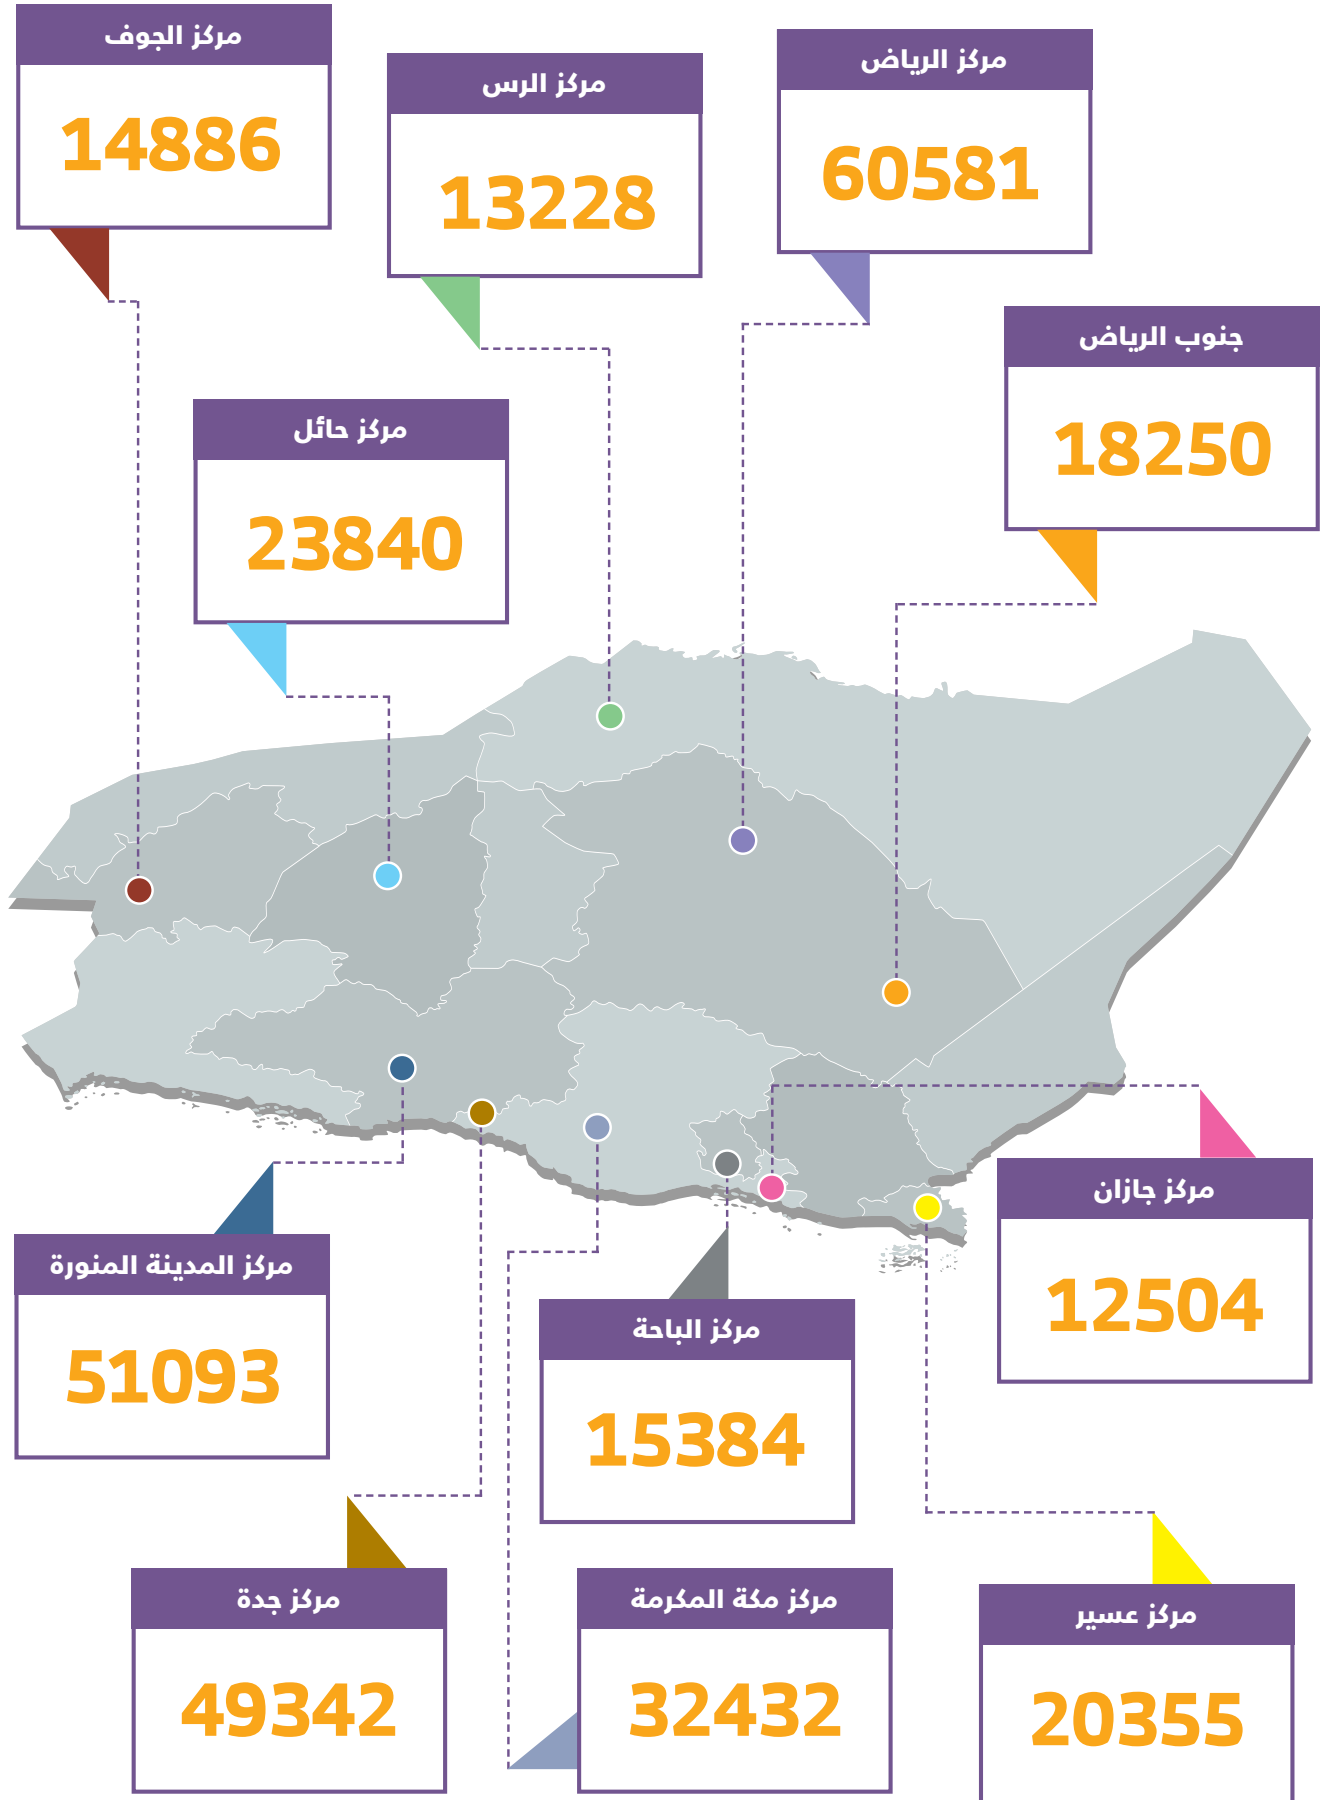 مركز الجوف
14886
مركز الرس
13228
مركز الرياض
60581
جنوب الرياض
18250
مركز حائل
23840
مركز المدينة المنورة
51093
مركز الباحة
15384
مركز جازان
12504
مركز جدة
49342
مركز مكة المكرمة
32432
مركز عسير
20355